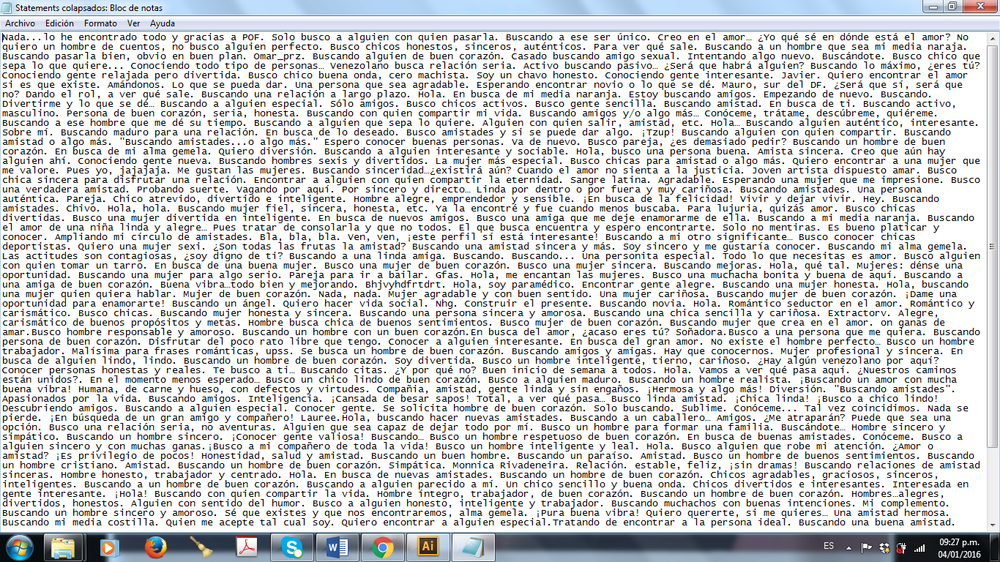 Statements colapsados: Bloc de notas
Archivo Edición Formato Ver Ayuda
Nada...lo he encontrado todo y gracias a POF. Solo busco a alguien con quien pasarla. Buscando a ese ser único. Creo en el amor… ¿Yo qué sé en dónde está el amor? No
quiero un hombre de cuentos, no busco alguien perfecto. Busco chicos honestos, sinceros, auténticos. Para ver qué sale. Buscando a un hombre que sea mi media naraja.
Buscando pasarla bien, obvio en buen plan. Omar_prz. Buscando alguien de buen corazón. Casado buscando amigo sexual. Intentando algo nuevo. Buscándote. Busco chico que
sepa lo que quiere... Conociendo todo tipo de personas… Venezolano busca relación seria. Activo buscando pasivo… ¿Será que habrá alguien? Buscando lo máximo, ¿eres tú?
Conociendo gente relajada pero divertida. Busco chico buena onda, cero machista. Soy un chavo honesto. Conociendo gente interesante. Javier. Quiero encontrar el amor
si es que existe. Amándonos. Lo que se pueda dar. Una persona que sea agradable. Esperando encontrar novio o lo que se dé. Mauro, sur del DF. ¿Será que sí, será que
no? Dando el rol, a ver qué sale. Buscando una relación a largo plazo. Hola. En busca de mi media naranja. Estoy buscando amigos. Empezando de nuevo. Buscando.
Divertirme y lo que se dé… Buscando a alguien especial. Sólo amigos. Busco chicos activos. Busco gente sencilla. Buscando amistad. En busca de ti. Buscando activo,
masculino. Persona de buen corazón, seria, honesta. Buscando con quien compartir mi vida. Buscando amigos y/o algo más… Conóceme, trátame, descúbreme, quiéreme.
Buscando a ese hombre que me dé su tiempo. Buscando a alguien que sepa lo quiere. Alguien con quien salir, amistad, etc. Hola… Buscando alguien auténtico, interesante.
Sobre mi. Buscando maduro para una relación. En busca de lo deseado. Busco amistades y si se puede dar algo. ¡Tzup! Buscando alguien con quien compartir. Buscando
amistad o algo más. "Buscando amistades...o algo más." Espero conocer buenas personas. Va de nuevo. Busco pareja, ¿es demasiado pedir? Buscando un hombre de buen
corazón. En busca de mi alma gemela. Quiero diversión. Buscando a alguien interesante y sociable. Hola, busco una persona buena. Amista sincera. Creo que aún hay
alguien ahí. Conociendo gente nueva. Buscando hombres sexis y divertidos. La mujer más especial. Busco chicas para amistad o algo más. Quiero encontrar a una mujer que
me valore. Pues yo, jajajaja. Me gustan las mujeres. Buscando sinceridad…¿existirá aún? Cuando el amor no sienta a la justicia. Joven artista dispuesto amar. Busco
chica sincera para disfrutar una relación. Encontrar a alguien con quien compartir la eternidad. Sangre latina. Agradable. Esperando una mujer que me impresione. Busco
una verdadera amistad. Probando suerte. Vagando por aquí. Por sincero y directo… Linda por dentro o por fuera y muy cariñosa. Buscando amistades. Una persona
auténtica. Pareja. Chico atrevido, divertido e inteligente. Hombre alegre, emprendedor y sensible. ¡En busca de la felicidad! Vivir y dejar vivir. Hey. Buscando
amistades. Chivo. Hola, hola. Buscando mujer fiel, sincera, honesta, etc. Ya la encontré y fue cuando menos buscaba. Para lujuria, quizás amor. Busco chicas
divertidas. Busco una mujer divertida en inteligente. En busca de nuevos amigos. Busco una amiga que me deje enamorarme de ella. Buscando a mi media naranja. Buscando
el amor de una niña linda y alegre… Pues tratar de consolarla y que no todos. El que busca encuentra y espero encontrarte. Solo no mentiras. Es bueno platicar y
conocer. Ampliando mi círculo de amistades. Bla, bla, bla. Ven, ven, ¡este perfil sí está interesante! Buscando a mi otro significante… Busco conocer chicas
deportistas. Quiero una mujer sexi. ¿Son todas las frutas la amistad? Buscando una amistad sincera y más. Soy sincero y me gustaría conocer. Buscando mi alma gemela.
Las actitudes son contagiosas, ¿soy digno de ti? Buscando a una linda amiga. Buscando. Buscando... Una personita especial. Todo lo que necesitas es amor. Busco alguien
con quien tomar un tarro. En busca de una buena mujer. Busco una mujer de buen corazón. Busco una mujer sincera. Buscando mejoras. Hola, qué tal. Mujeres: dénse una
oportunidad. Buscando una mujer para algo serio. Pareja para ir a bailar. Gfas. Hola, me encantan las mujeres. Busco una muchacha bonita y buena de aquí. Buscando a
una amiga de buen corazón. Buena vibra…todo bien y mejorando. Bhjvyhdfrdrt. Hola, soy paramédico. Encontrar gente alegre. Buscando una mujer honesta. Hola, buscando
una mujer quien quiera hablar. Mujer de buen corazón. Nada, nada. Mujer agradable y con buen sentido. Una mujer cariñosa. Buscando mujer de buen corazón. ¡Dame una
oportunidad para enamorarte! Buscando un ángel. Quiero hacer vida social. Nhg. Construir el presente. Buscando novia. Hola. Romántico seductor en el amor. Romántico y
carismático. Busco chicas. Buscando mujer honesta y sincera. Buscando una persona sincera y amorosa. Buscando una chica sencilla y cariñosa. Extractorv. Alegre,
carismático de buenos propósitos y metas. Hombre busca chica de buenos sentimientos. Busco mujer de buen corazón. Buscando mujer que crea en el amor. on ganas de
amar.Busco hombre responsable y amoroso. Buscando un hombre con un buen corazón.En busca del amor, ¿acaso eres tú? Soñadora.Busco a una persona que me quiera. Buscando
persona de buen corazón. Disfrutar del poco rato libre que tengo. Conocer a alguien interesante. En busca del gran amor. No existe el hombre perfecto… Busco un hombre
trabajador. Malísima para frases románticas, upss. Se busca un hombre de buen corazón. Buscando amigos y amigas. Hay que conocernos. Mujer profesional y sincera. En
busca de alguien lindo, lindo. Buscando un hombre de buen corazón. Soy divertida. Busco un hombre inteligente, tierno, cariñoso. ¿Hay algún venezolano por aquí?
Conocer personas honestas y reales. Te busco a ti… Buscando citas. ¿Y por qué no? Buen inicio de semana a todos. Hola. Vamos a ver qué pasa aquí. ¿Nuestros caminos
están unidos?. En el momento menos esperado… Busco un chico lindo de buen corazón. Busco a alguien maduro. Buscando un hombre realista. ¡Buscando un amor con mucha
buena vibra! Humana, de carne y hueso, con defectos y virtudes. Compañia, amistad, gente linda y sin engaños. ¡Hermosa y algo más! Diversión. "Buscando amistades".
Apasionados por la vida. Buscando amigos. Inteligencia. ¡Cansada de besar sapos! Total, a ver qué pasa… Busco linda amistad. ¡Chica linda! ¡Busco a chico lindo!
Descubriendo amigos. Buscando a alguien especial. Conocer gente. Se solicita hombre de buen corazón. Solo buscando. Sublime. Conóceme... Tal vez coincidimos. Nada se
pierde. ¡En búsqueda de un gran amigo y compañero! Lauree.Hola, buscando hacer nuevas amistades. Buscando a un caballero… Amigos. ¿Me atraparán? Puede que sea una
opción. Busco una relación seria, no aventuras. Alguien que sea capaz de dejar todo por mí. Busco un hombre para formar una familia. Buscándote… Hombre sincero y
simpático. Buscando un hombre sincero. ¡Conocer gente valiosa! Buscando… Busco un hombre respetuoso de buen corazón. En busca de buenas amistades. Conóceme. Busco a
alguien sincero y con muchas ganas.¡Busco a mi compañero de toda la vida! Busco un hombre inteligente y leal. Hola. Busco alguien que robe mi atención. ¿Amor o
amistad? ¡Es privilegio de pocos! Honestidad, salud y amistad. Buscando un buen hombre. Buscando un paraíso. Amistad. Busco un hombre de buenos sentimientos. Buscando
un hombre cristiano. Amistad. Buscando un hombre de buen corazón. Simpática. Monnica Rivadeneira. Relación. estable, feliz, ¡sin dramas! Buscando relaciones de amistad
sinceras. Hombre honesto, trabajador y centrado. Hola. En busca de nuevas amistades. Buscando un hombre de buen corazón. Chicos agradables, graciosos, sinceros,
inteligentes. Buscando a un hombre de buen corazón. Buscando a alguien parecido a mí. Un chico sencillo y buena onda. Chicos divertidos e interesantes. Interesada en
gente interesante. ¡Hola! Buscando con quien compartir la vida. Hombre íntegro, trabajador, de buen corazón. Buscando un hombre de buen corazón. Hombres…alegres,
divertidos, honestos. Alguien con sentido del humor. Busco a alguien honesto, inteligente y trabajador. Buscando muchachos con buenas intenciones. Mi complemento.
Buscando un hombre sincero y amoroso. Sé que existes y que nos encontraremos, alma gemela. ¡Pura buena vibra! Quiero quererte, si me quieres… Una amistad hermosa.
Buscando mi media costilla. Quien me acepte tal cual soy. Quiero encontrar a alguien especial.Tratando de encontrar a la persona ideal. Buscando una buena amistad.
ES 09:27 p.m.
04/01/2016